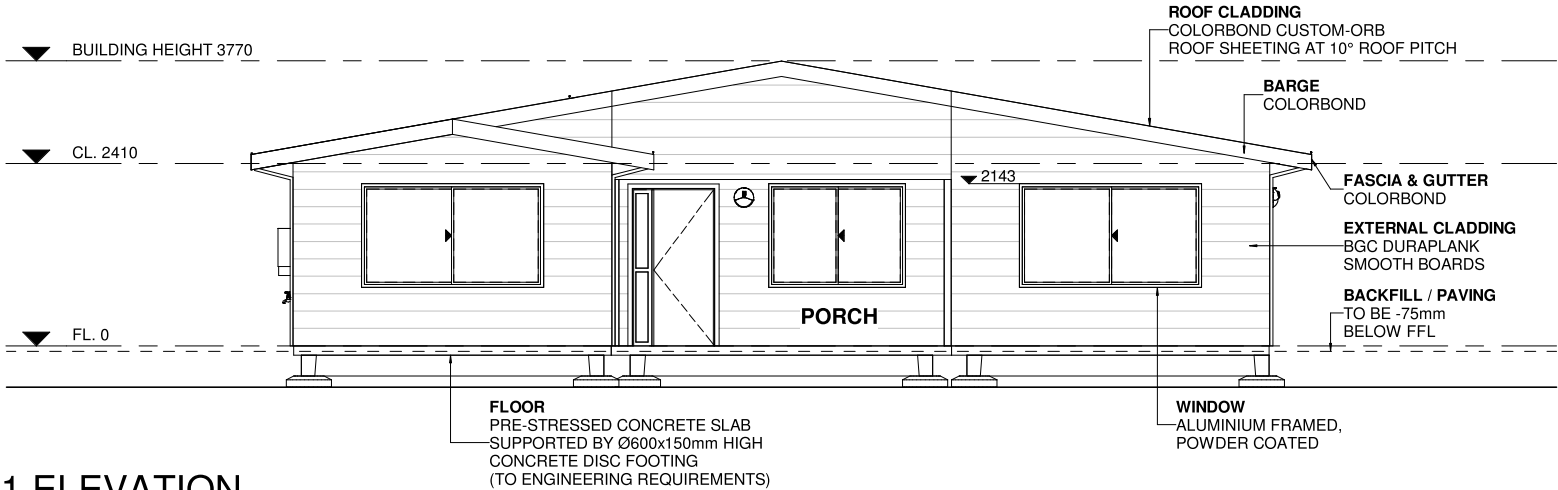 ROOF CLADDING
COLORBOND CUSTOM-ORB
ROOF SHEETING AT 10° ROOF PITCH
BUILDING HEIGHT 3770
BARGE
COLORBOND
CL. 2410
2143
FASCIA & GUTTER
COLORBOND
EXTERNAL CLADDING
BGC DURAPLANK
SMOOTH BOARDS
BACKFILL / PAVING
TO BE -75mm
BELOW FFL
PORCH
FL. 0
FLOOR
PRE-STRESSED CONCRETE SLAB
SUPPORTED BY Ø600x150mm HIGH
CONCRETE DISC FOOTING
(TO ENGINEERING REQUIREMENTS)
WINDOW
ALUMINIUM FRAMED,
POWDER COATED
1 ELEVATION